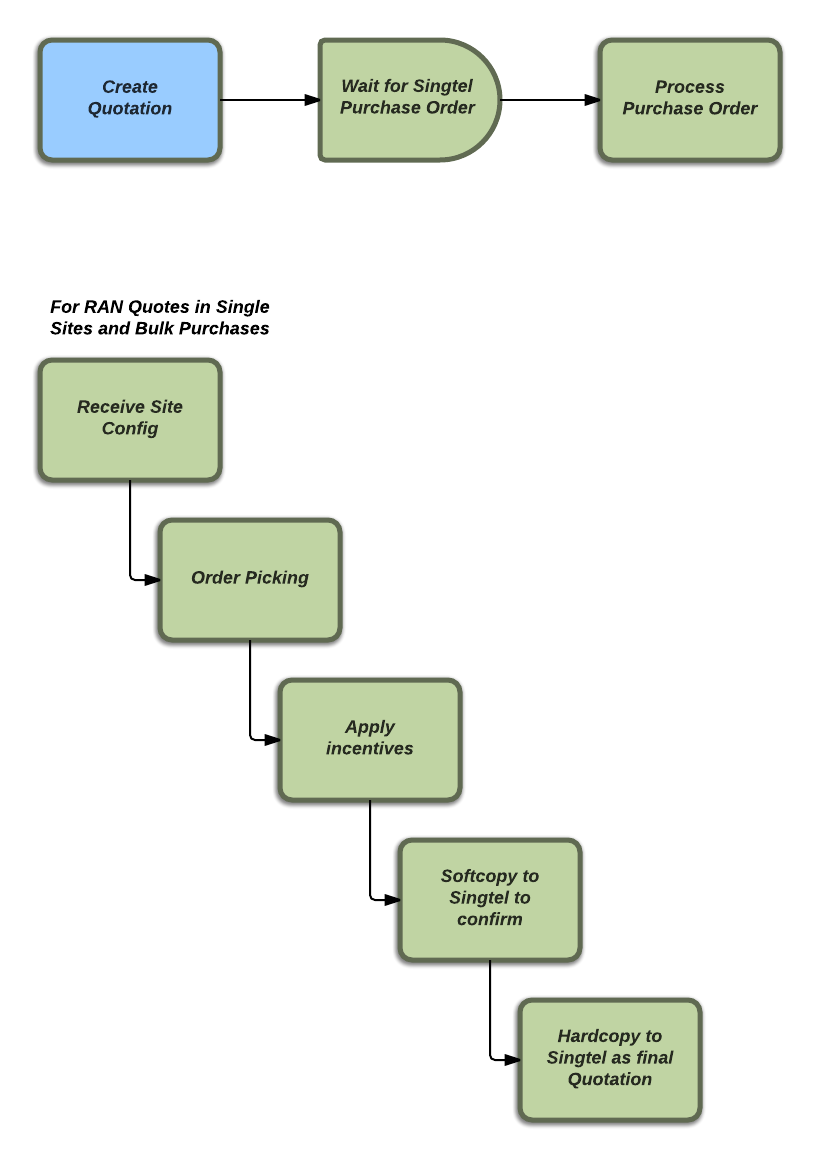 Create
Quotation
Wait for Singtel
Purchase Order
Process
Purchase Order
For RAN Quotes in Single
Sites and Bulk Purchases
Receive Site
Config
Order Picking
Apply
incentives
Softcopy to
Singtel to
confirm
Hardcopy to
Singtel as final
Quotation